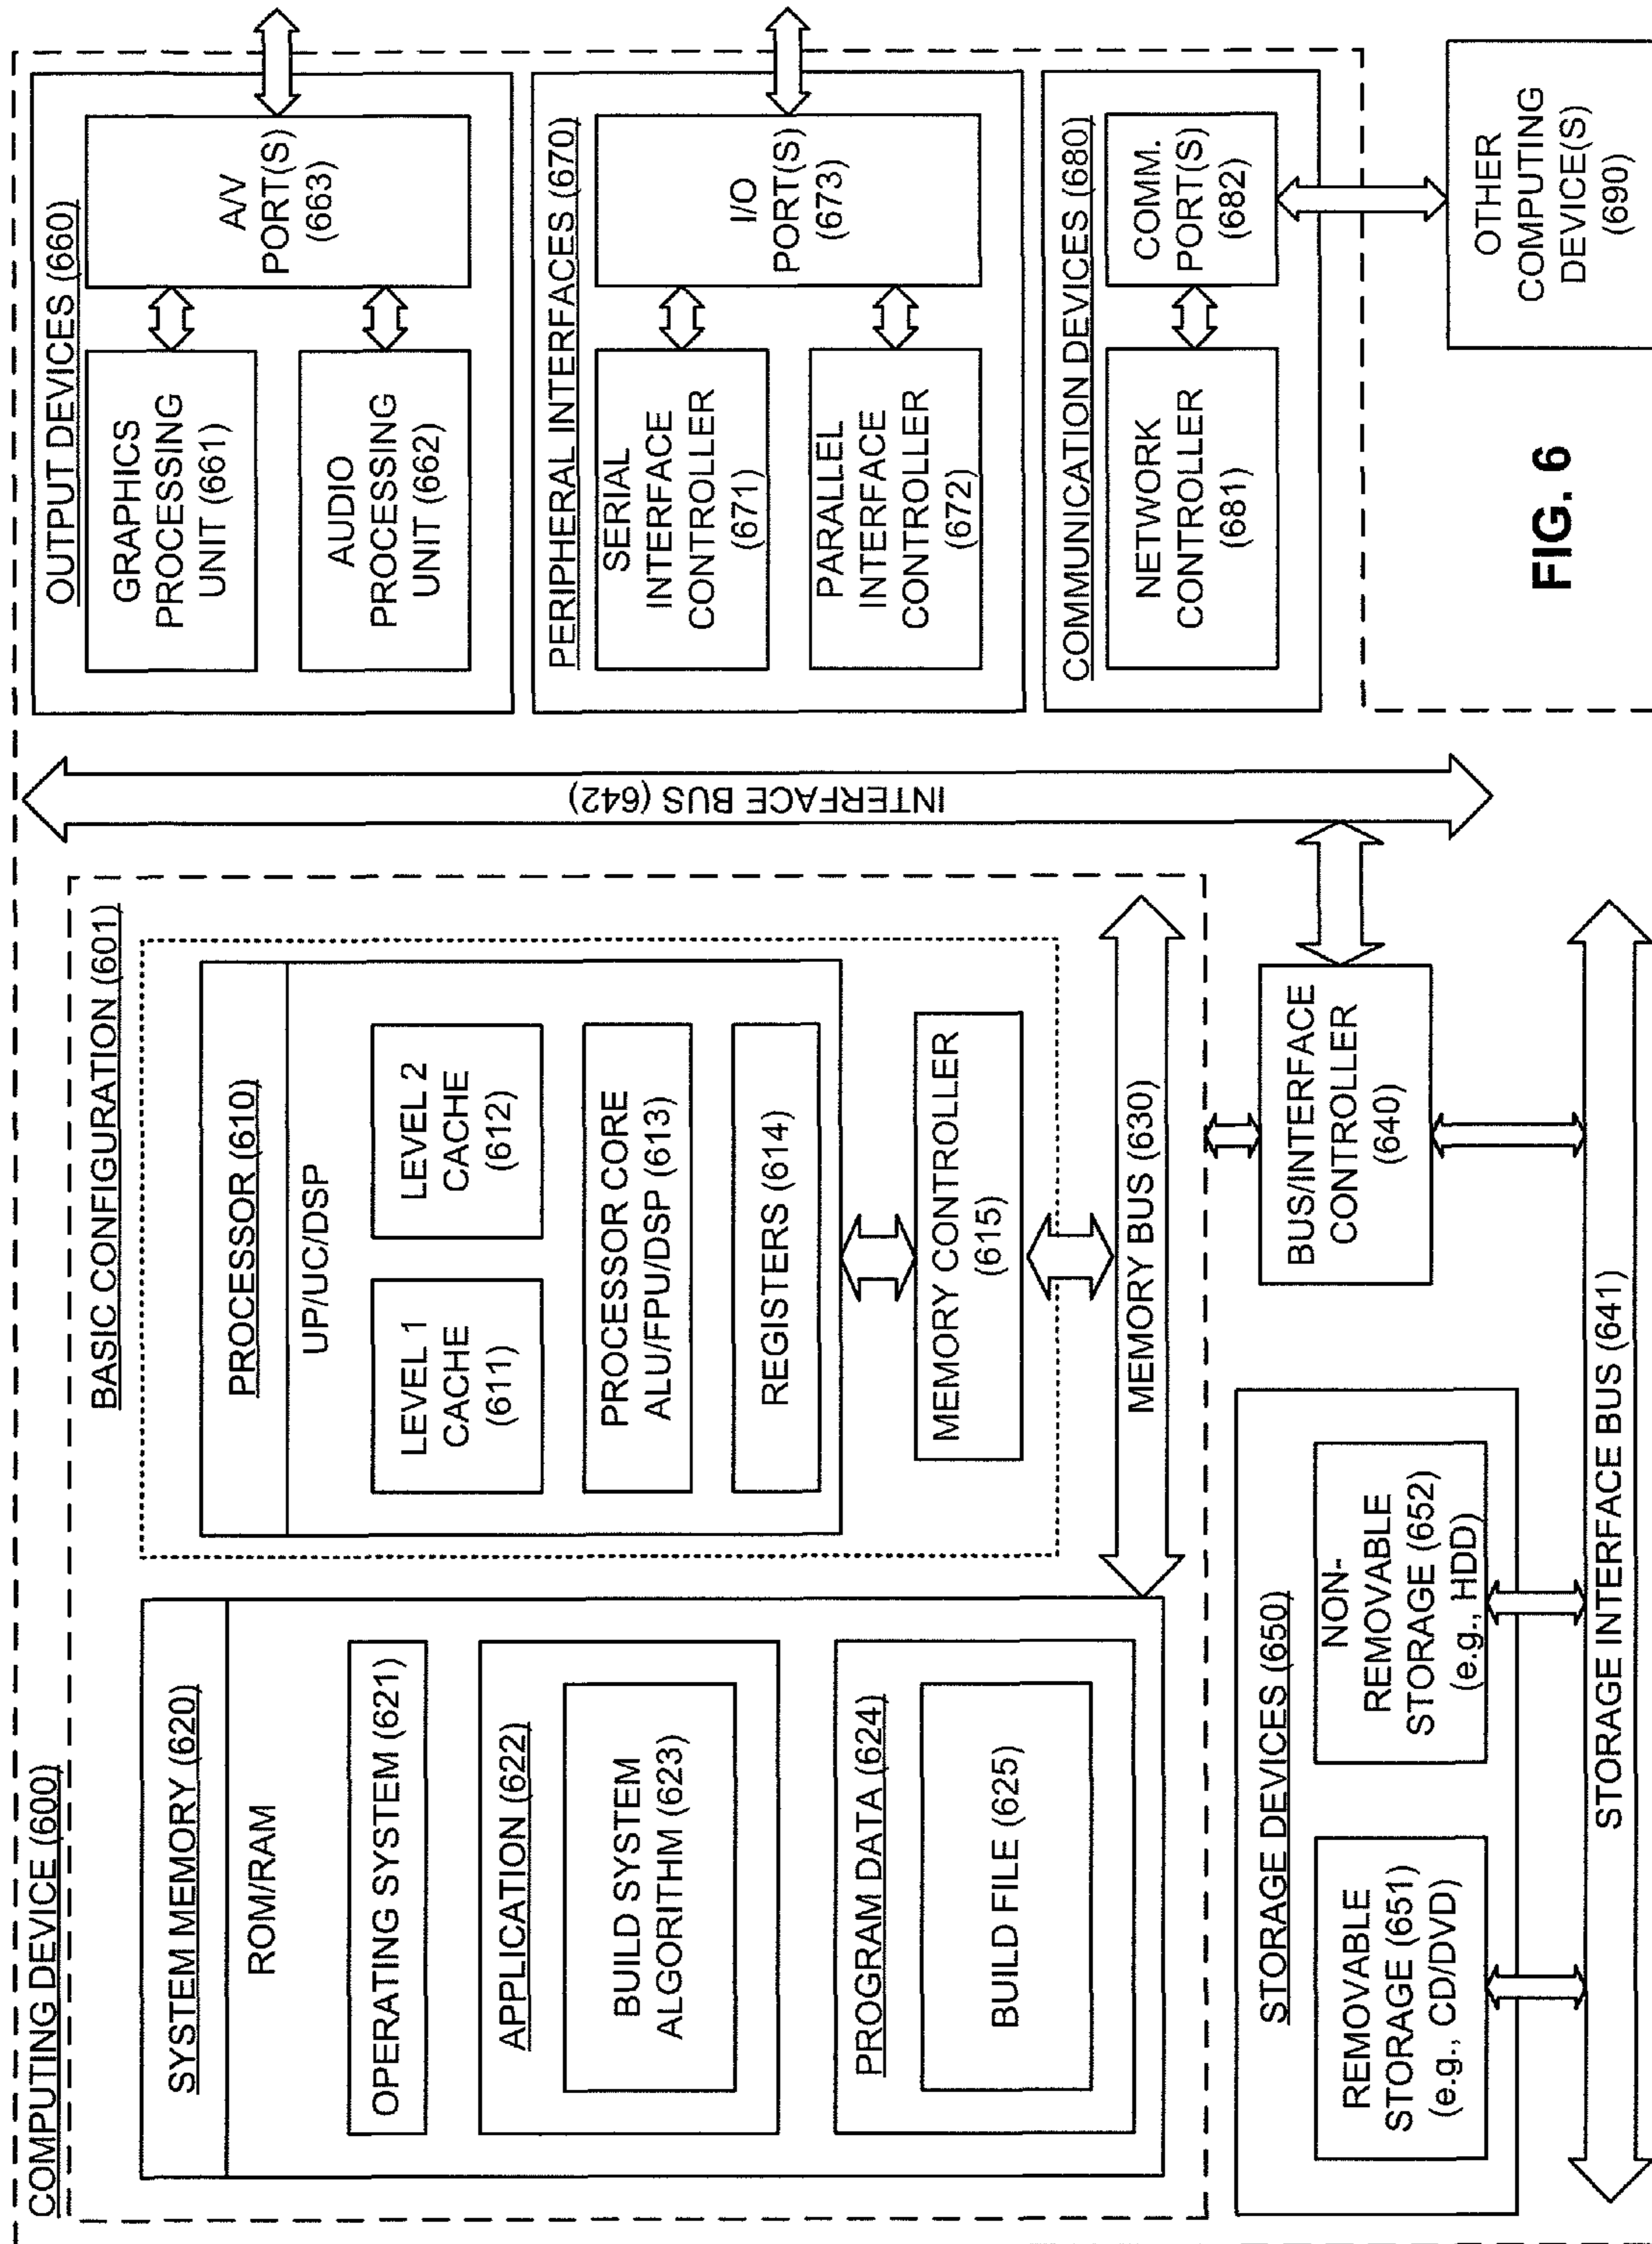 COMPUTING DEVICE (600)
BASIC CONFIGURATION (601)
SYSTEM MEMORY (620)
ROM/RAM
OPERATING SYSTEM (621)
APPLICATION (622)
BUILD SYSTEM
ALGORITHM (623)
PROGRAM DATA (624)
BUILD FILE (625)
PROCESSOR (610)
UP/UC/DSP
LEVEL 1
CACHE
(611)
LEVEL 2
CACHE
(612)
PROCESSOR CORE
ALU/FPU/DSP (613)
REGISTERS (614)
MEMORY CONTROLLER
(615)
MEMORY BUS (630)
BUS/INTERFACE
CONTROLLER
(640)
STORAGE DEVICES (650)
REMOVABLE
STORAGE (651)
(e.g., CD/DVD)
NON-
REMOVABLE
STORAGE (652)
(e.g., HDD)
STORAGE INTERFACE BUS (641)
INTERFACE BUS (642)
OUTPUT DEVICES (660)
GRAPHICS
PROCESSING
UNIT (661)
AUDIO
PROCESSING
UNIT (662)
A/V
PORT(S)
(663)
PERIPHERAL INTERFACES (670)
SERIAL
INTERFACE
CONTROLLER
(671)
PARALLEL
INTERFACE
CONTROLLER
(672)
I/O
PORT(S)
(673)
COMMUNICATION DEVICES (680)
NETWORK
CONTROLLER
(681)
COMM.
PORT(S)
(682)
OTHER
COMPUTING
DEVICE(S)
(690)
FIG. 6